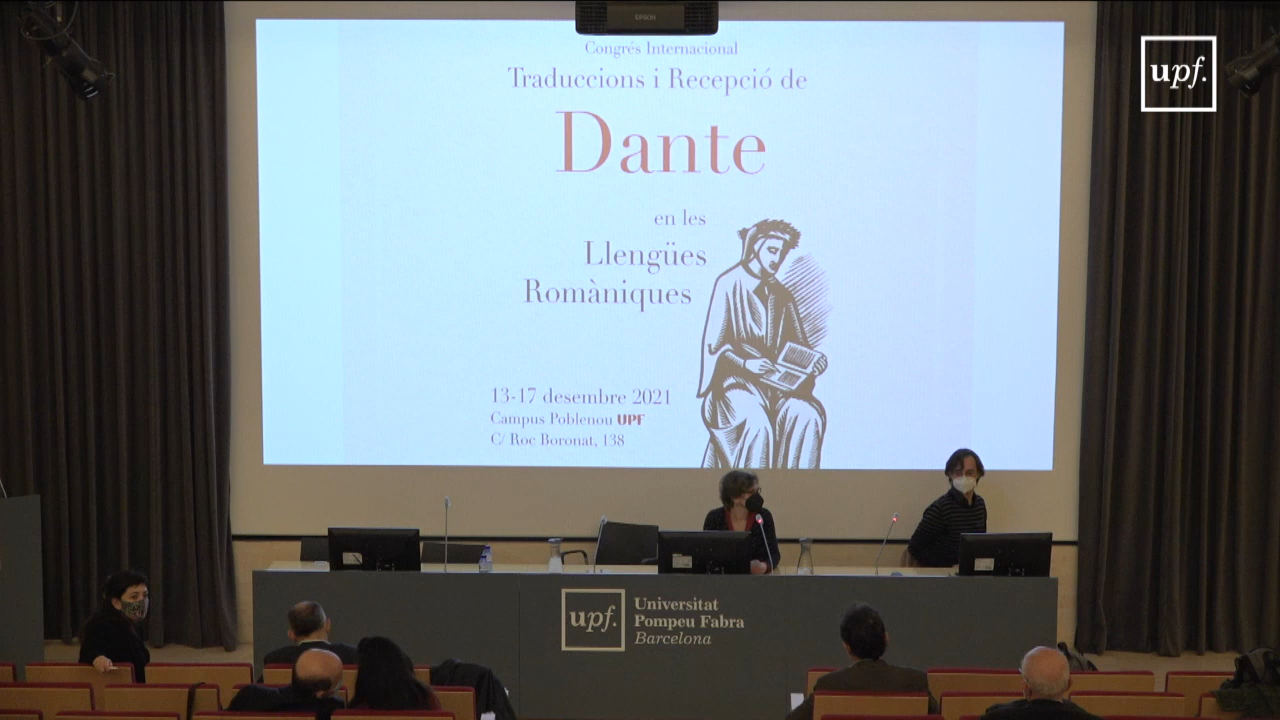 EPSON
Congrés Internacional
Traduccions i Recepció de
Dante
en les
Llengües
Romàniques
13-17 desembre 2021
Campus Poblenou UPF
C/ Roc Boronat, 138
upf.
upf.
Universitat
Pompeu Fabra
Barcelona